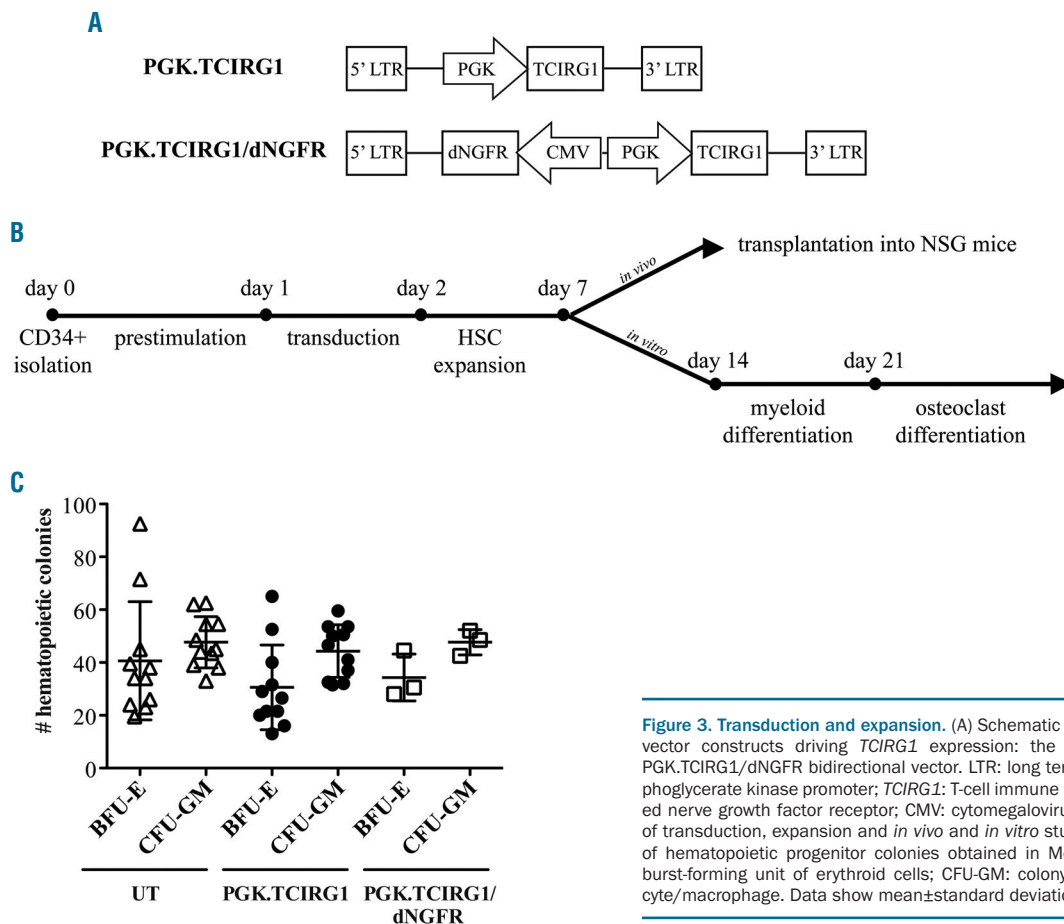 A
PGK.TCIRG1
5' LTR PGK TCIRG1 3' LTR
PGK.TCIRG1/dNGFR
5' LTR dNGFR CMV PGK TCIRG1 3' LTR
B
transplantation into NSG mice
in vivo
day 0 day 1 day 2 day 7
CD34+ isolation
prestimulation
transduction
HSC expansion
in vitro
day 14 day 21
myeloid differentiation
osteoclast differentiation
C
# hematopoietic colonies
100
80
60
40
20
0
BFU-E CFU-GM BFU-E CFU-GM BFU-E CFU-GM
UT PGK.TCIRG1 PGK.TCIRG1/
dNGFR
Figure 3. Transduction and expansion. (A) Schematic
vector constructs driving TCIRG1 expression: the
PGK.TCIRG1/dNGFR bidirectional vector. LTR: long ter
phoglycerate kinase promoter; TCIRG1: T-cell immune
ed nerve growth factor receptor; CMV: cytomegaloviru
of transduction, expansion and in vivo and in vitro stu
of hematopoietic progenitor colonies obtained in M
burst-forming unit of erythroid cells; CFU-GM: colony
cyte/macrophage. Data show mean±standard deviatio